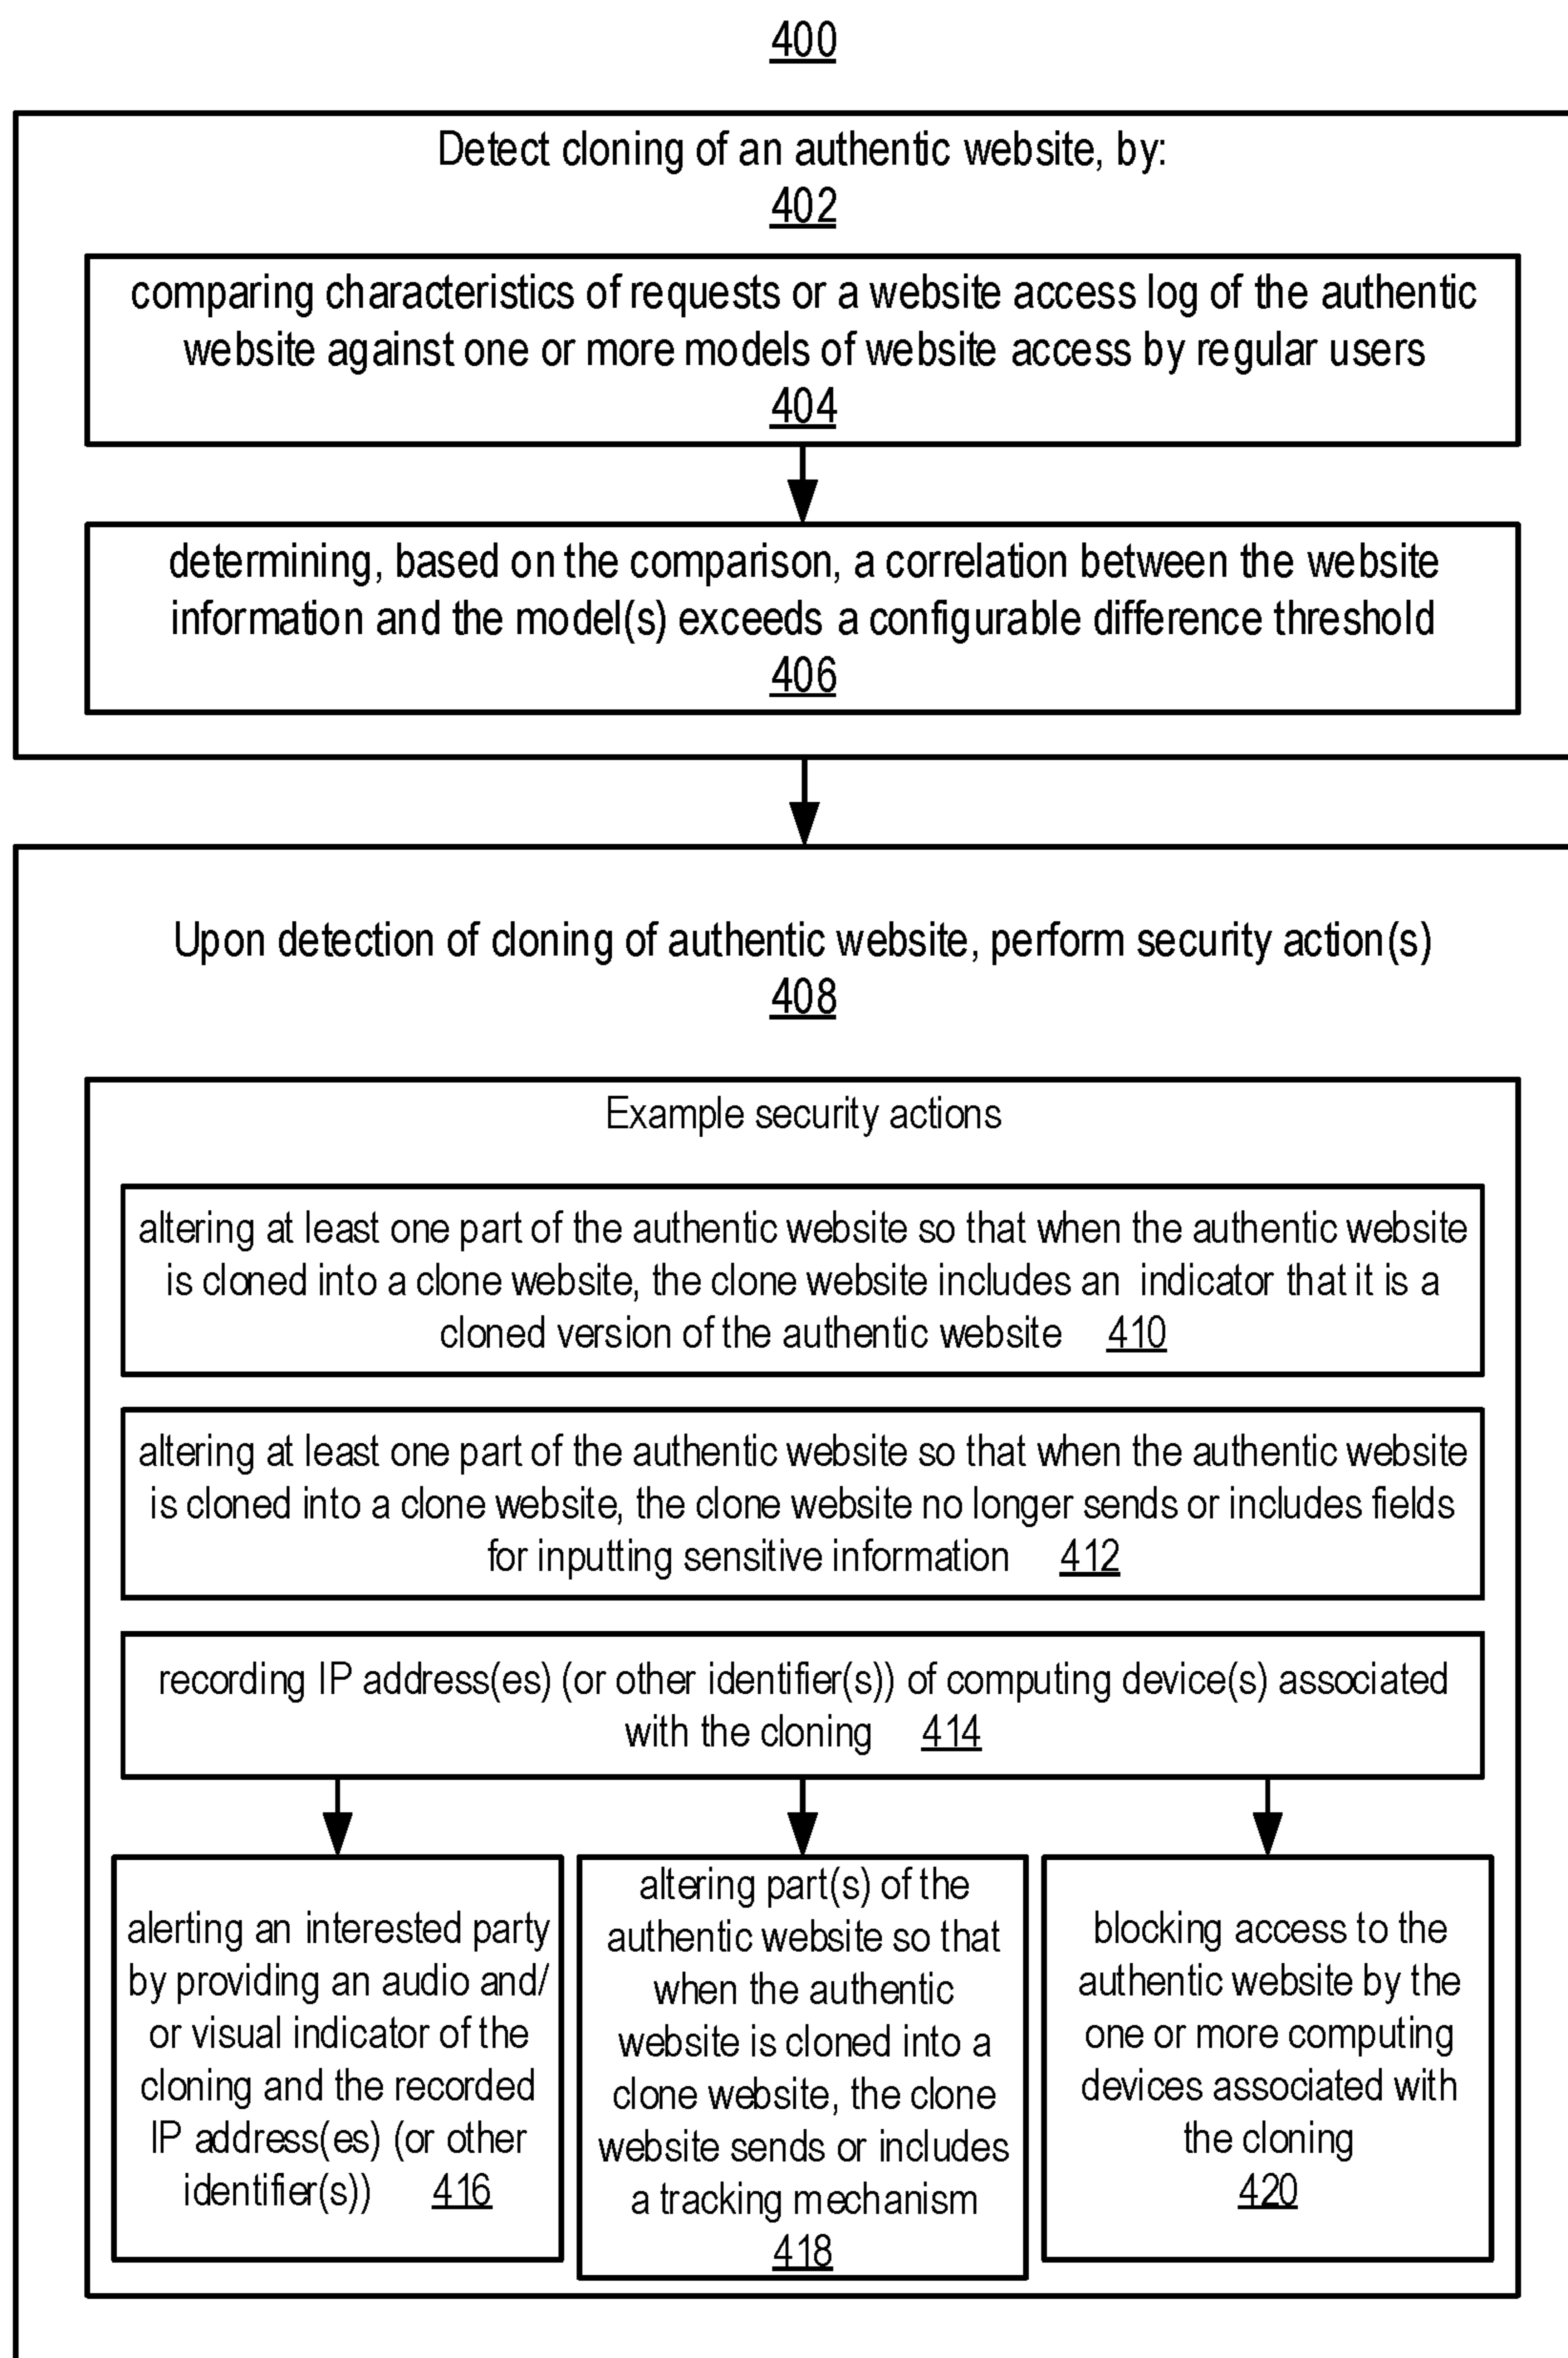 400
Detect cloning of an authentic website, by:
402
comparing characteristics of requests or a website access log of the authentic
website against one or more models of website access by regular users
404
determining, based on the comparison, a correlation between the website
information and the model(s) exceeds a configurable difference threshold
406
Upon detection of cloning of authentic website, perform security action(s)
408
Example security actions
altering at least one part of the authentic website so that when the authentic website
is cloned into a clone website, the clone website includes an indicator that it is a
cloned version of the authentic website 410
altering at least one part of the authentic website so that when the authentic website
is cloned into a clone website, the clone website no longer sends or includes fields
for inputting sensitive information 412
recording IP address(es) (or other identifier(s)) of computing device(s) associated
with the cloning 414
alerting an interested party
by providing an audio and/
or visual indicator of the
cloning and the recorded
IP address(es) (or other
identifier(s)) 416
altering part(s) of the
authentic website so that
when the authentic
website is cloned into a
clone website, the clone
website sends or includes
a tracking mechanism
418
blocking access to the
authentic website by the
one or more computing
devices associated with
the cloning
420